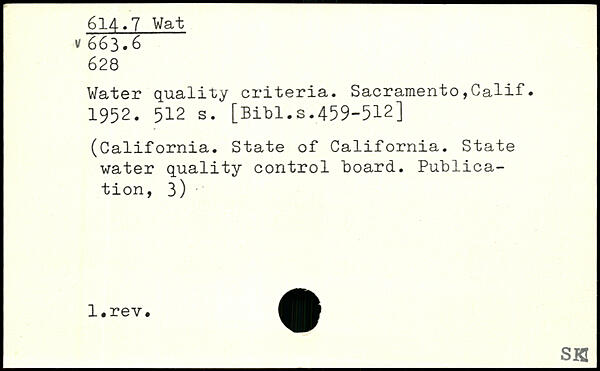 614.7 Wat
v 663.6
628
Water quality criteria. Sacramento,Calif.
1952. 512 s. [Bibl.s.459-512]
(California. State of California. State
water quality control board. Publica-
tion, 3)
1.rev.
SK